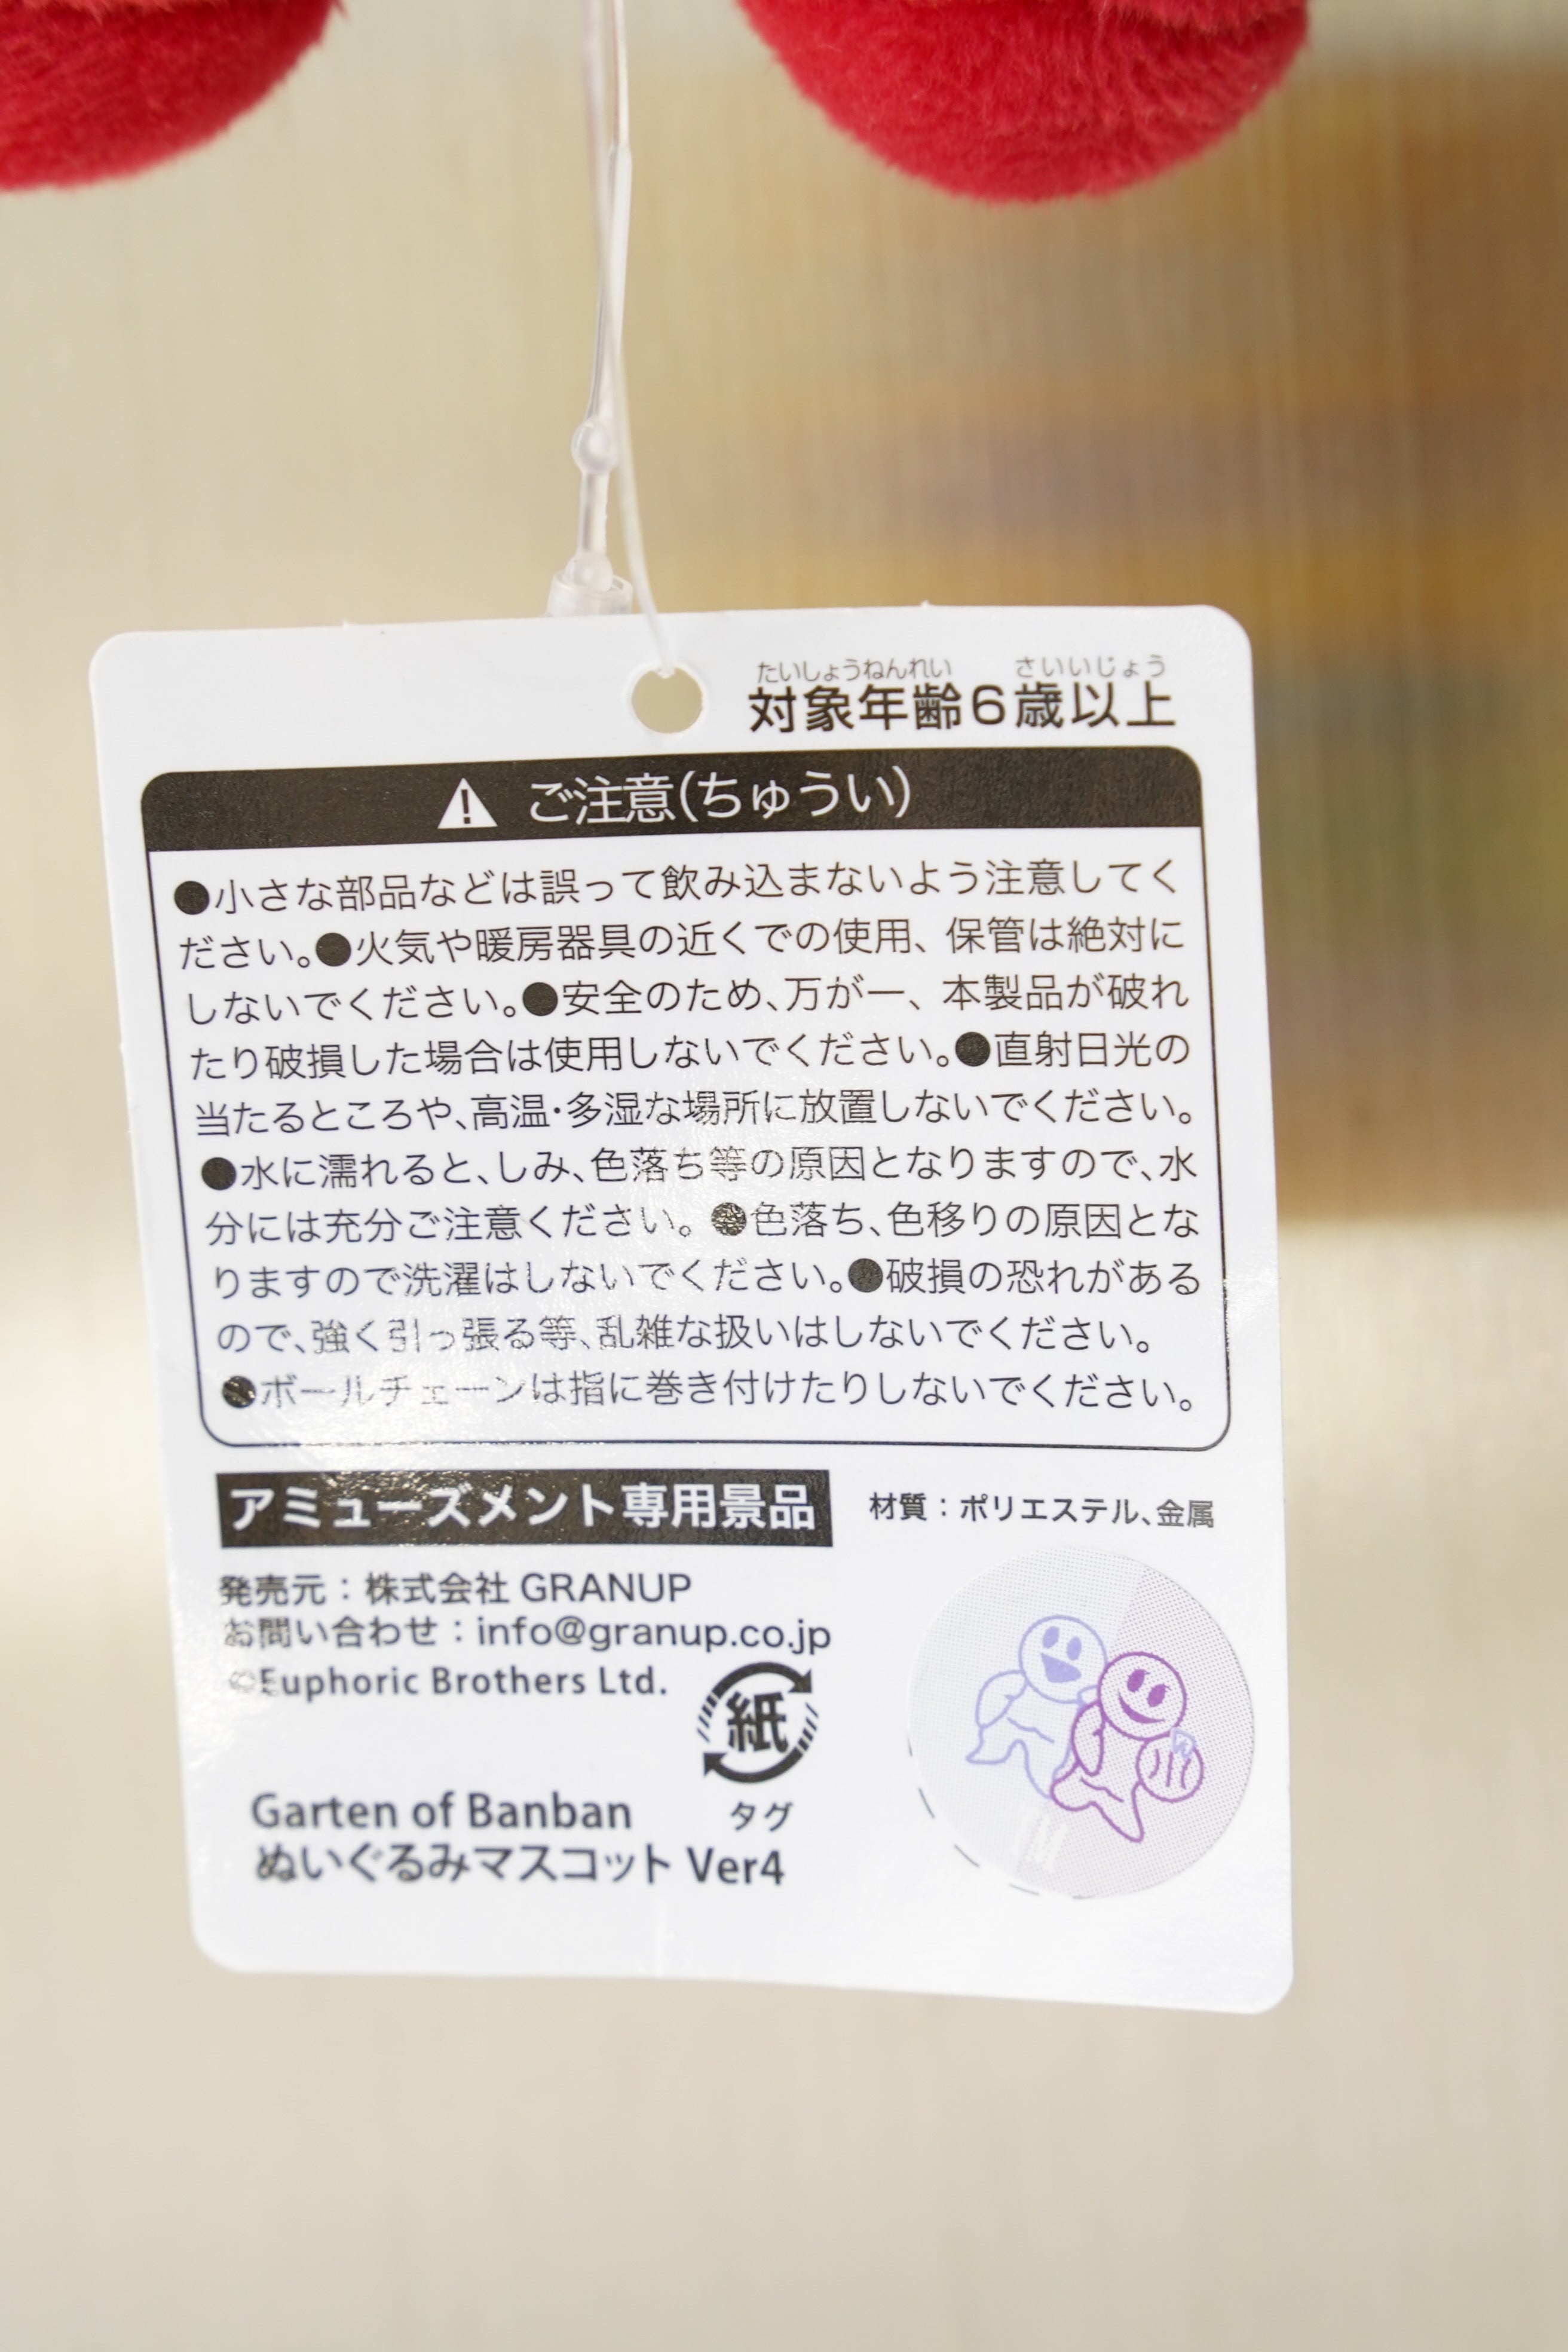 たいしょうねんれい さいいじょう
対象年齢6歳以上
ご注意(ちゅうい)
●小さな部品などは誤って飲み込まないよう注意してく
ださい。●火気や暖房器具の近くでの使用、保管は絶対に
しないでください。●安全のため、万が一、本製品が破れ
たり破損した場合は使用しないでください。●直射日光の
当たるところや、高温・多湿な場所に放置しないでください。
●水に濡れると、しみ、色落ち等の原因となりますので、水
分には充分ご注意ください。●色落ち、色移りの原因とな
りますので洗濯はしないでください。●破損の恐れがある
ので、強く引っ張る等、乱雑な扱いはしないでください。
●ボールチェーンは指に巻き付けたりしないでください。
アミューズメント専用景品
材質：ポリエステル、金属
発売元：株式会社 GRANUP
お問い合わせ：info@granup.co.jp
©Euphoric Brothers Ltd.
紙
タグ
Garten of Banban
ぬいぐるみマスコット Ver4